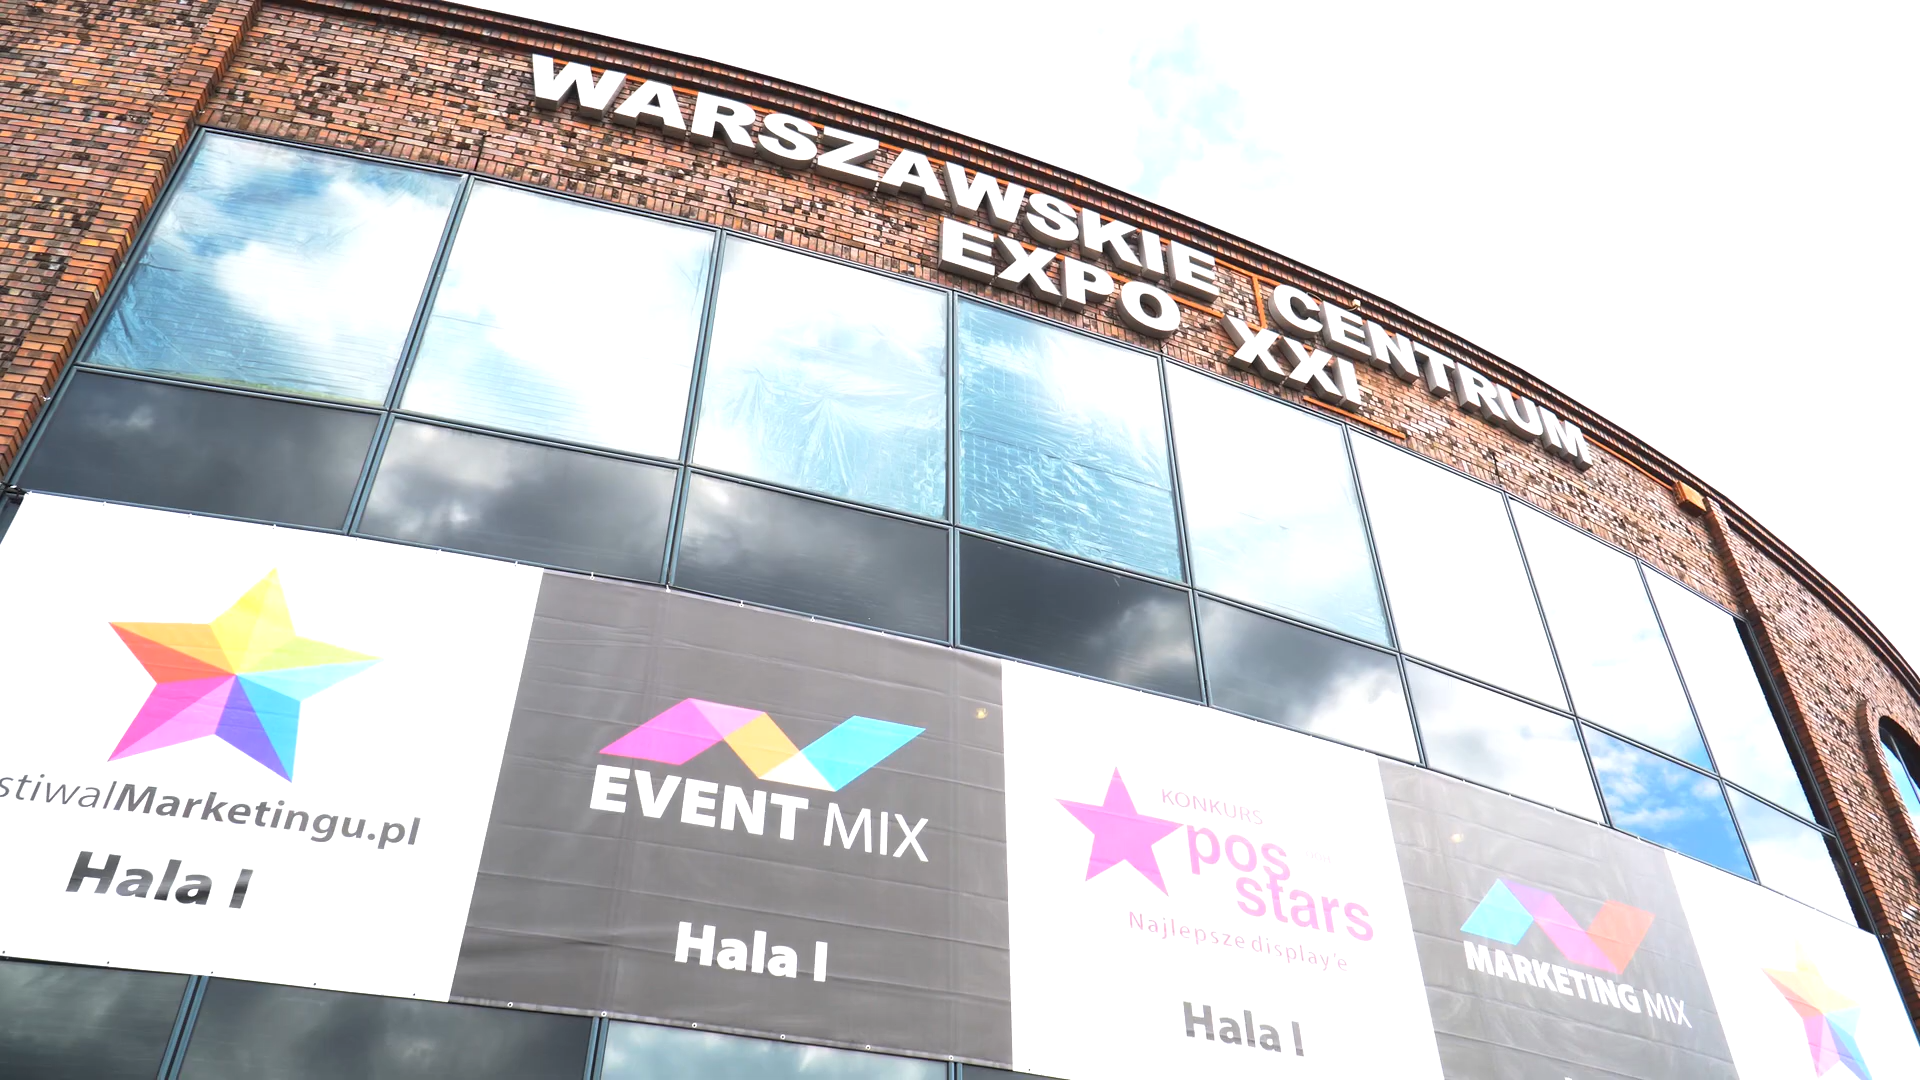 WARSZAWSKIE CENTRUM
EXPO XXI
stiwalMarketingu.pl
Hala I
EVENT MIX
Hala I
KONKURS
pos
stars
Najlepsze display'e
Hala I
MARKETING MIX